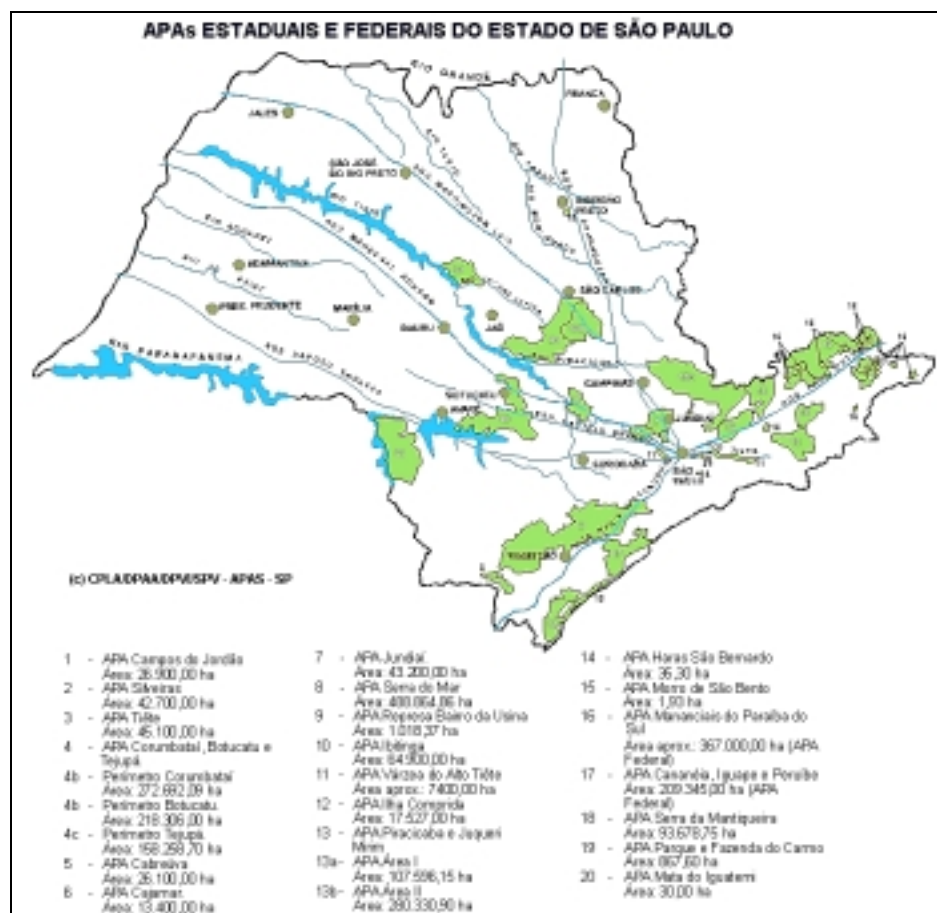 APAs ESTADUAIS E FEDERAIS DO ESTADO DE SÃO PAULO
RIO GRANDE
FRANCA
JALES
SÃO JOSÉ
DO RIO PRETO
RIBEIRÃO
PRETO
RIO TIETE
ADAMANTINA
PRES. PRUDENTE
MARÍLIA
BAURU
JAÚ
SÃO CARLOS
RIO PARANAPANEMA
CAMPINAS
BOTUCATU
SOROCABA
SÃO
PAULO
REGISTRO
(c) CPLA/DPAA/DPVI/SPV - APAS - SP
1 - APA Campos do Jordão
Área: 26.900,00 ha
2 - APA Silveiras
Área: 42.700,00 ha
3 - APA Tiête
Área: 45.100,00 ha
4 - APA Corumbataí, Botucatu e
Tejupá
4b - Perímetro Corumbataí
Área: 272.692,09 ha
4b - Perímetro Botucatu.
Área: 218.306,00 ha
4c - Perímetro Tejupá.
Área: 158.258,70 ha
5 - APA Cabreúva
Área: 26.100,00 ha
6 - APA Cajamar.
Área: 13.400,00 ha
7 - APA Jundiaí.
Área: 43.200,00 ha
8 - APA Serra do Mar
Área: 488.864,86 ha
9 - APA Represa Bairro da Usina
Área: 1.018,37 ha
10 - APA Ibitinga
Área: 64.900,00 ha
11 - APA Várzea do Alto Tiête
Área aprox.: 7400,00 ha
12 - APA Ilha Comprida
Área: 17.527,00 ha
13 - APA Piracicaba e Juqueri
Mirim
13a- APA Área I
Área: 107.596,15 ha
13b- APA Área II
Área: 280.330,90 ha
14 - APA Haras São Bernardo
Área: 35,30 ha
15 - APA Morro de São Bento
Área: 1,93 ha
16 - APA Mananciais do Paraíba do
Sul
Área aprox.: 367.000,00 ha (APA
Federal)
17 - APA Cananéia, Iguape e Peruíbe
Área: 209.345,00 ha (APA
Federal)
18 - APA Serra da Mantiqueira
Área: 93.678,75 ha
19 - APA Parque e Fazenda do Carmo
Área: 867,60 ha
20 - APA Mata do Iguatemi
Área: 30,00 ha